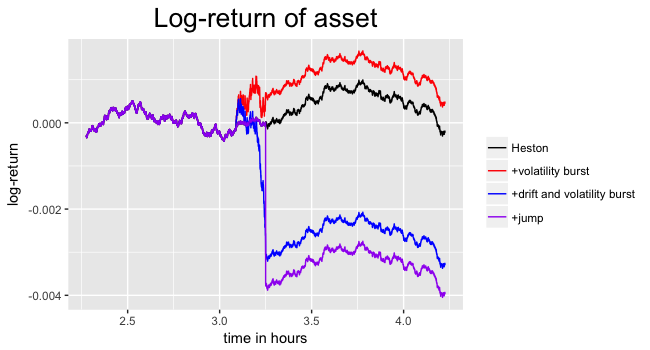 Log-return of asset
log-return
0.000
-0.002
-0.004
2.5
3.0
3.5
4.0
time in hours
Heston
+volatility burst
+drift and volatility burst
+jump